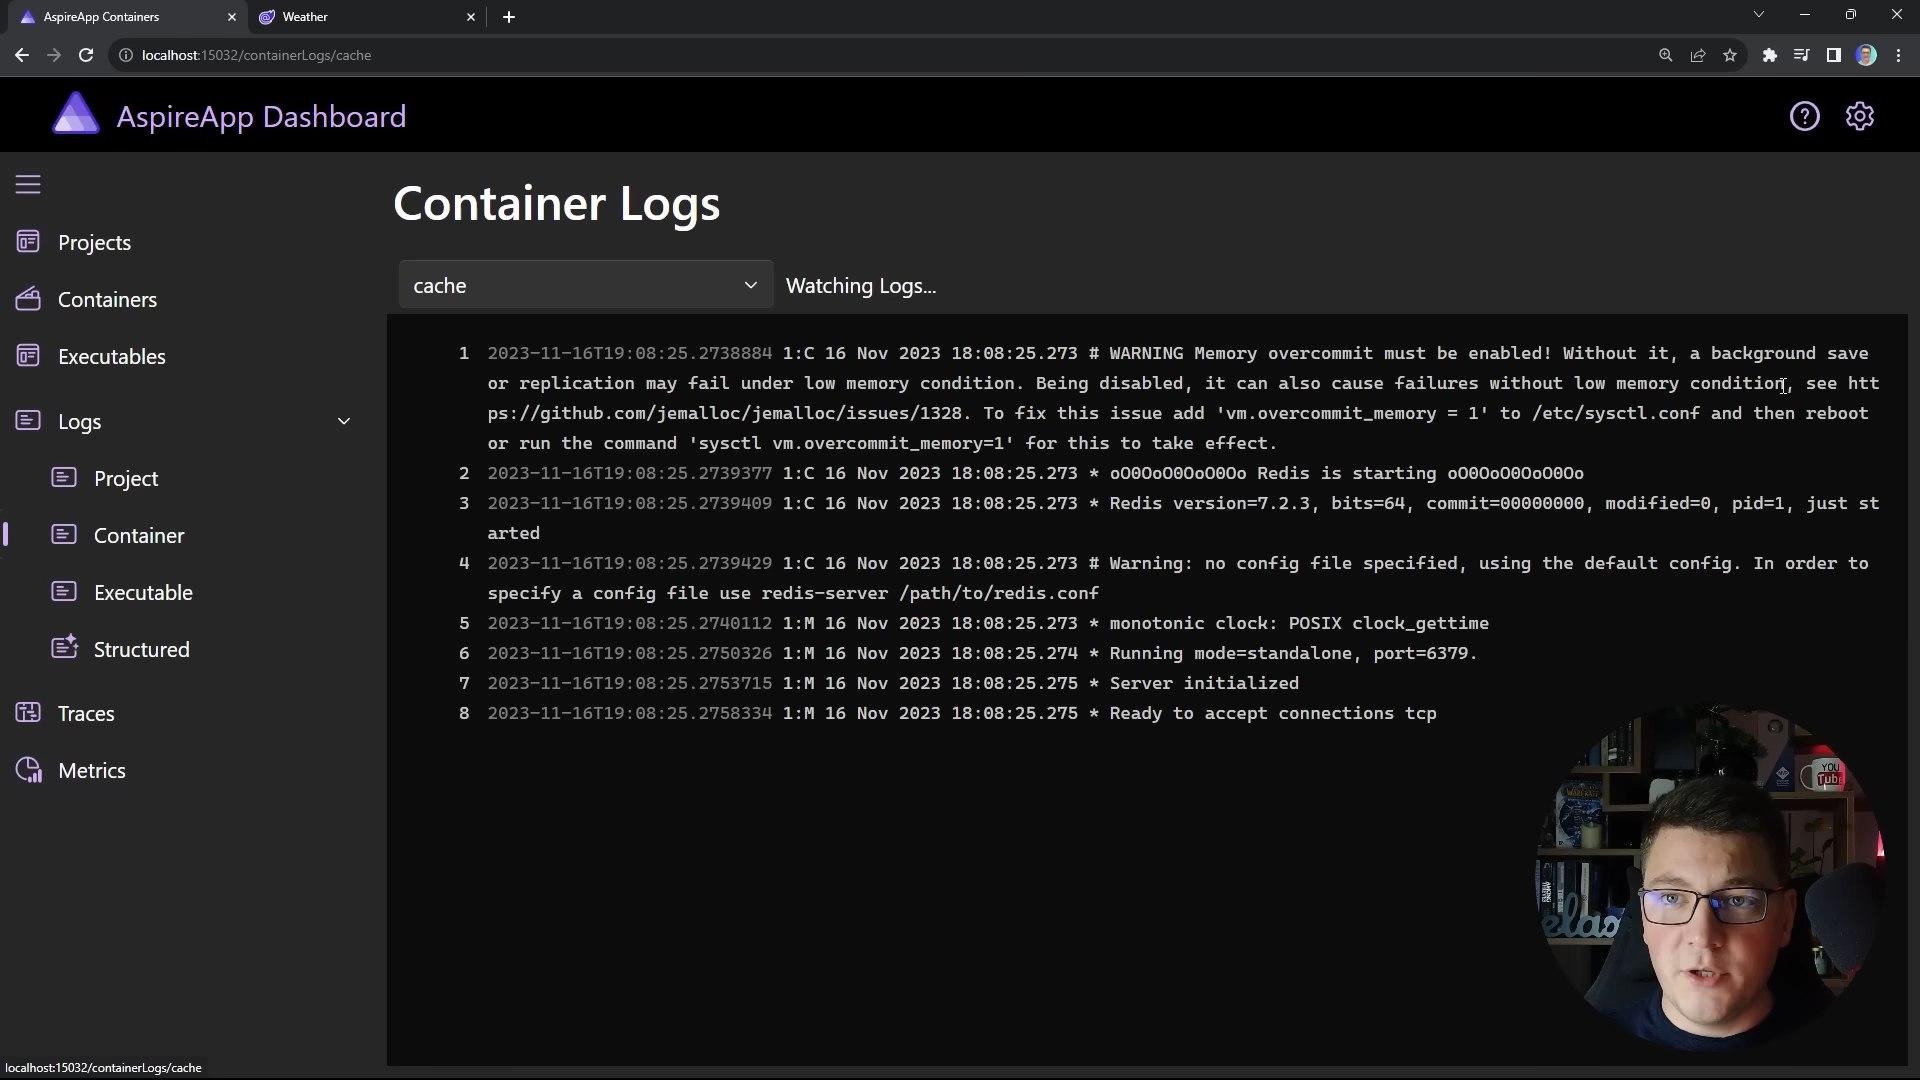 AspireApp Containers
Weather
localhost:15032/containerLogs/cache
AspireApp Dashboard
Projects
Containers
Executables
Logs
Project
Container
Executable
Structured
Traces
Metrics
Container Logs
cache
Watching Logs...
1 2023-11-16T19:08:25.2738884 1:C 16 Nov 2023 18:08:25.273 # WARNING Memory overcommit must be enabled! Without it, a background save
or replication may fail under low memory condition. Being disabled, it can also cause failures without low memory condition, see htt
ps://github.com/jemalloc/jemalloc/issues/1328. To fix this issue add 'vm.overcommit_memory = 1' to /etc/sysctl.conf and then reboot
or run the command 'sysctl vm.overcommit_memory=1' for this to take effect.
2 2023-11-16T19:08:25.2739377 1:C 16 Nov 2023 18:08:25.273 * oO0OoO0OoO0Oo Redis is starting oO0OoO0OoO0Oo
3 2023-11-16T19:08:25.2739409 1:C 16 Nov 2023 18:08:25.273 * Redis version=7.2.3, bits=64, commit=00000000, modified=0, pid=1, just st
arted
4 2023-11-16T19:08:25.2739429 1:C 16 Nov 2023 18:08:25.273 # Warning: no config file specified, using the default config. In order to
specify a config file use redis-server /path/to/redis.conf
5 2023-11-16T19:08:25.2740112 1:M 16 Nov 2023 18:08:25.273 * monotonic clock: POSIX clock_gettime
6 2023-11-16T19:08:25.2750326 1:M 16 Nov 2023 18:08:25.274 * Running mode=standalone, port=6379.
7 2023-11-16T19:08:25.2753715 1:M 16 Nov 2023 18:08:25.275 * Server initialized
8 2023-11-16T19:08:25.2758334 1:M 16 Nov 2023 18:08:25.275 * Ready to accept connections tcp
YOU
Tube
elax
localhost:15032/containerLogs/cache